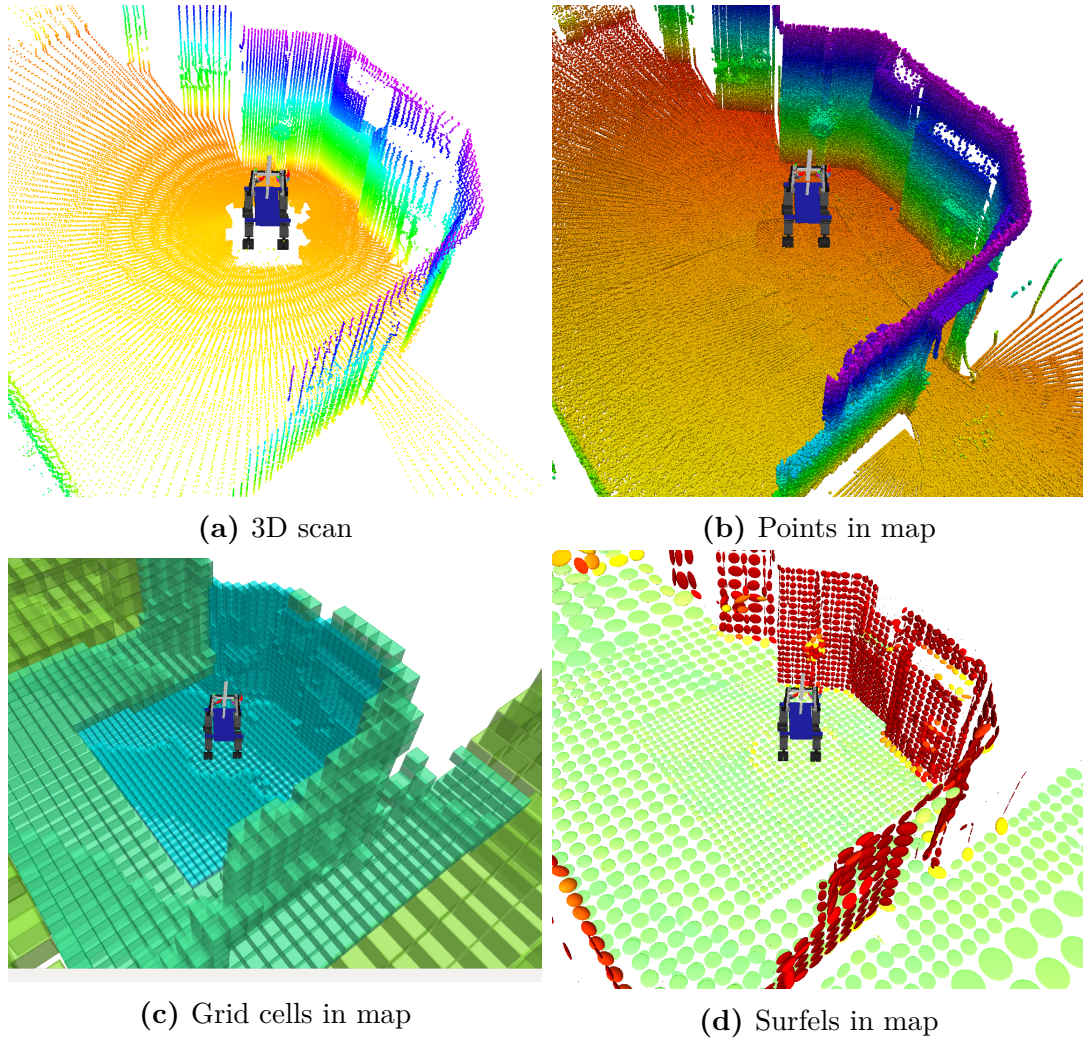 (a) 3D scan
(b) Points in map
(c) Grid cells in map
(d) Surfels in map